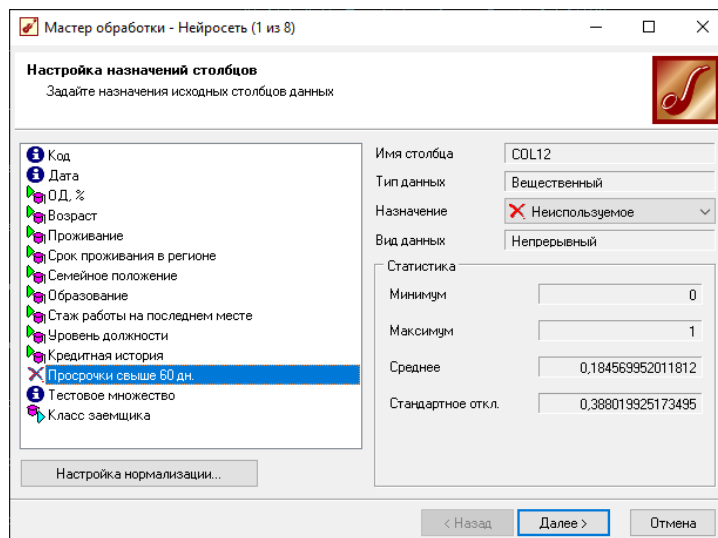 Мастер обработки - Нейросеть (1 из 8)
Настройка назначений столбцов
Задайте назначения исходных столбцов данных
Код
Дата
ОД, %
Возраст
Проживание
Срок проживания в регионе
Семейное положение
Образование
Стаж работы на последнем месте
Уровень должности
Кредитная история
Просрочки свыше 60 дн.
Тестовое множество
Класс заемщика
Настройка нормализации...
Имя столбца COL12
Тип данных Вещественный
Назначение Неиспользуемое
Вид данных Непрерывный
Статистика
Минимум 0
Максимум 1
Среднее 0,184569952011812
Стандартное откл. 0,388019925173495
< Назад Далее > Отмена